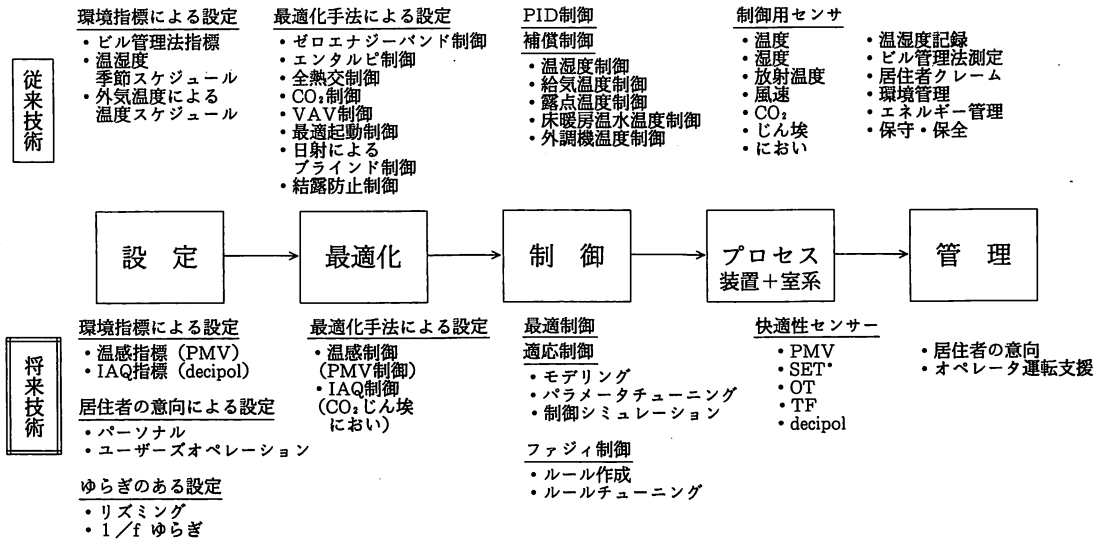 従来技術
環境指標による設定
・ビル管理法指標
・温湿度
季節スケジュール
・外気温度による
温度スケジュール
最適化手法による設定
・ゼロエナジーバンド制御
・エンタルピ制御
・全熱交制御
・CO₂制御
・VAV制御
・最適起動制御
・日射による
ブラインド制御
・結露防止制御
PID制御
補償制御
・温湿度制御
・給気温度制御
・露点温度制御
・床暖房温水温度制御
・外調機温度制御
制御用センサ
・温度
・湿度
・放射温度
・風速
・CO₂
・じん埃
・におい
・温湿度記録
・ビル管理法測定
・居住者クレーム
・環境管理
・エネルギー管理
・保守・保全
設 定
最適化
制 御
プロセス
装置＋室系
管 理
将来技術
環境指標による設定
・温感指標（PMV）
・IAQ指標（decipol）
居住者の意向による設定
・パーソナル
・ユーザーズオペレーション
ゆらぎのある設定
・リズミング
・1／f ゆらぎ
最適化手法による設定
・温感制御
（PMV制御）
・IAQ制御
（CO₂じん埃
におい）
最適制御
適応制御
・モデリング
・パラメータチューニング
・制御シミュレーション
ファジィ制御
・ルール作成
・ルールチューニング
快適性センサー
・PMV
・SET*
・OT
・TF
・decipol
・居住者の意向
・オペレータ運転支援